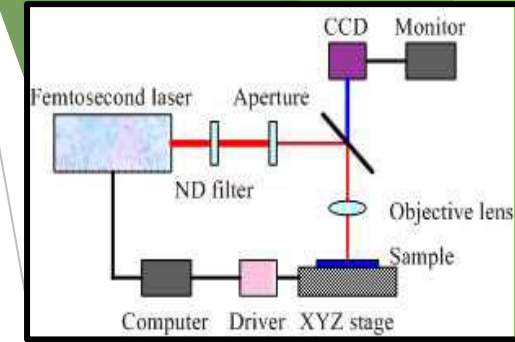 CCD Monitor
Femtosecond laser Aperture
ND filter
Objective lens
Sample
Computer Driver XYZ stage